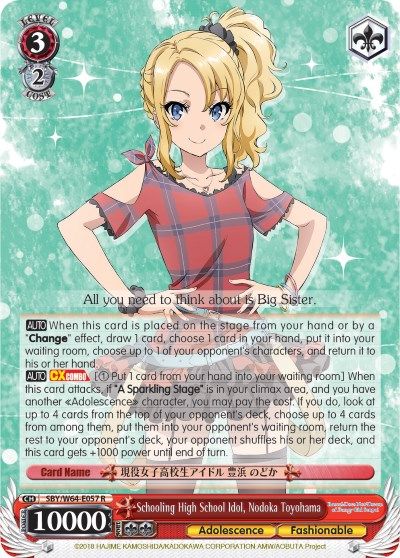 LEVEL
3
2
COST
All you need to think about is Big Sister.
AUTO When this card is placed on the stage from your hand or by a
"Change" effect, draw 1 card, choose 1 card in your hand, put it into your
waiting room, choose up to 1 of your opponent's characters, and return it
to his or her hand.
AUTO CX COMBO [① Put 1 card from your hand into your waiting room] When
this card attacks, if "A Sparkling Stage" is in your climax area, and you have
another «Adolescence» character, you may pay the cost. If you do, look at
up to 4 cards from the top of your opponent's deck, choose up to 4 cards
from among them, put them into your opponent's waiting room, return the
rest to your opponent's deck, your opponent shuffles his or her deck, and
this card gets +1000 power until end of turn.
Card Name 現役女子高校生アイドル 豊浜 のどか
CH SBY/W64-E057 R
Schooling High School Idol, Nodoka Toyohama
POWER 10000
Adolescence Fashionable
©2018 HAJIME KAMOSHIDA/KADOKAWA CORPORATION AMW/AOBUTA Project